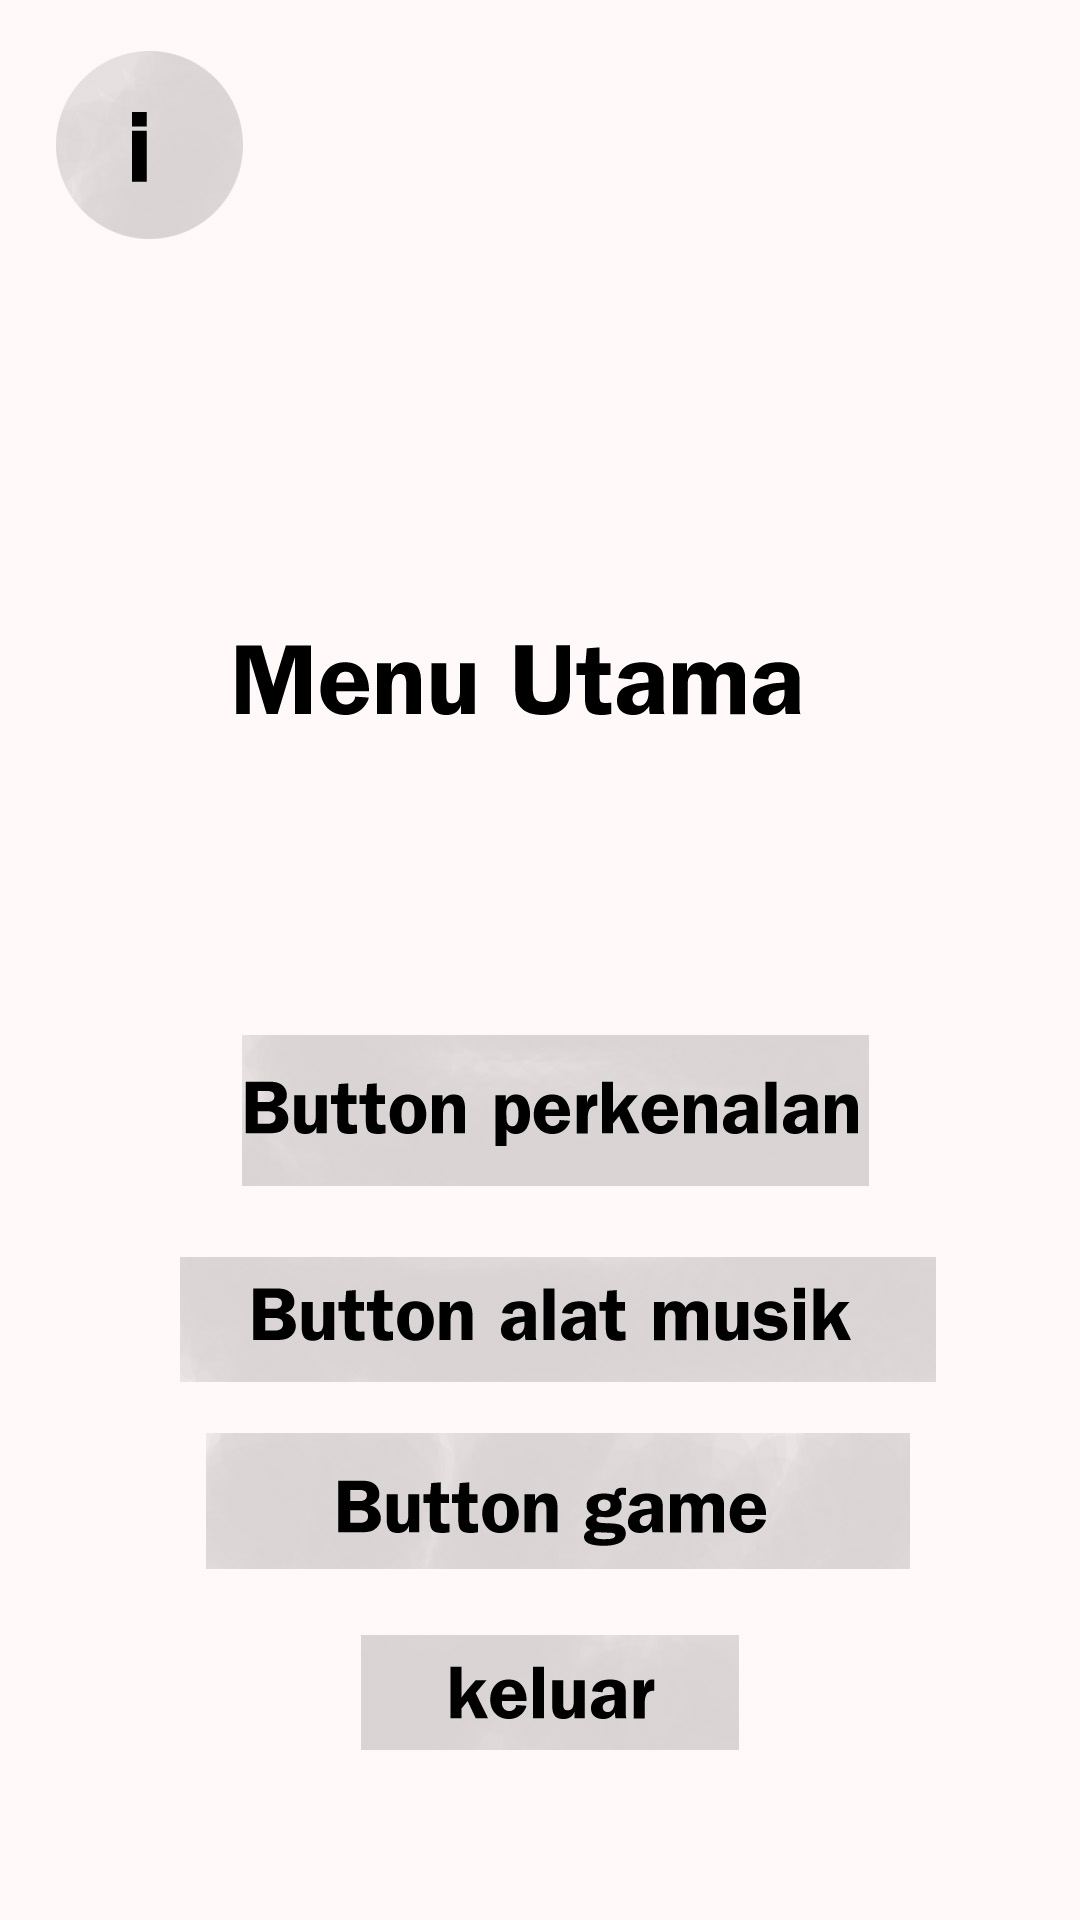 i
Menu Utama
Button perkenalan
Button alat musik
Button game
keluar